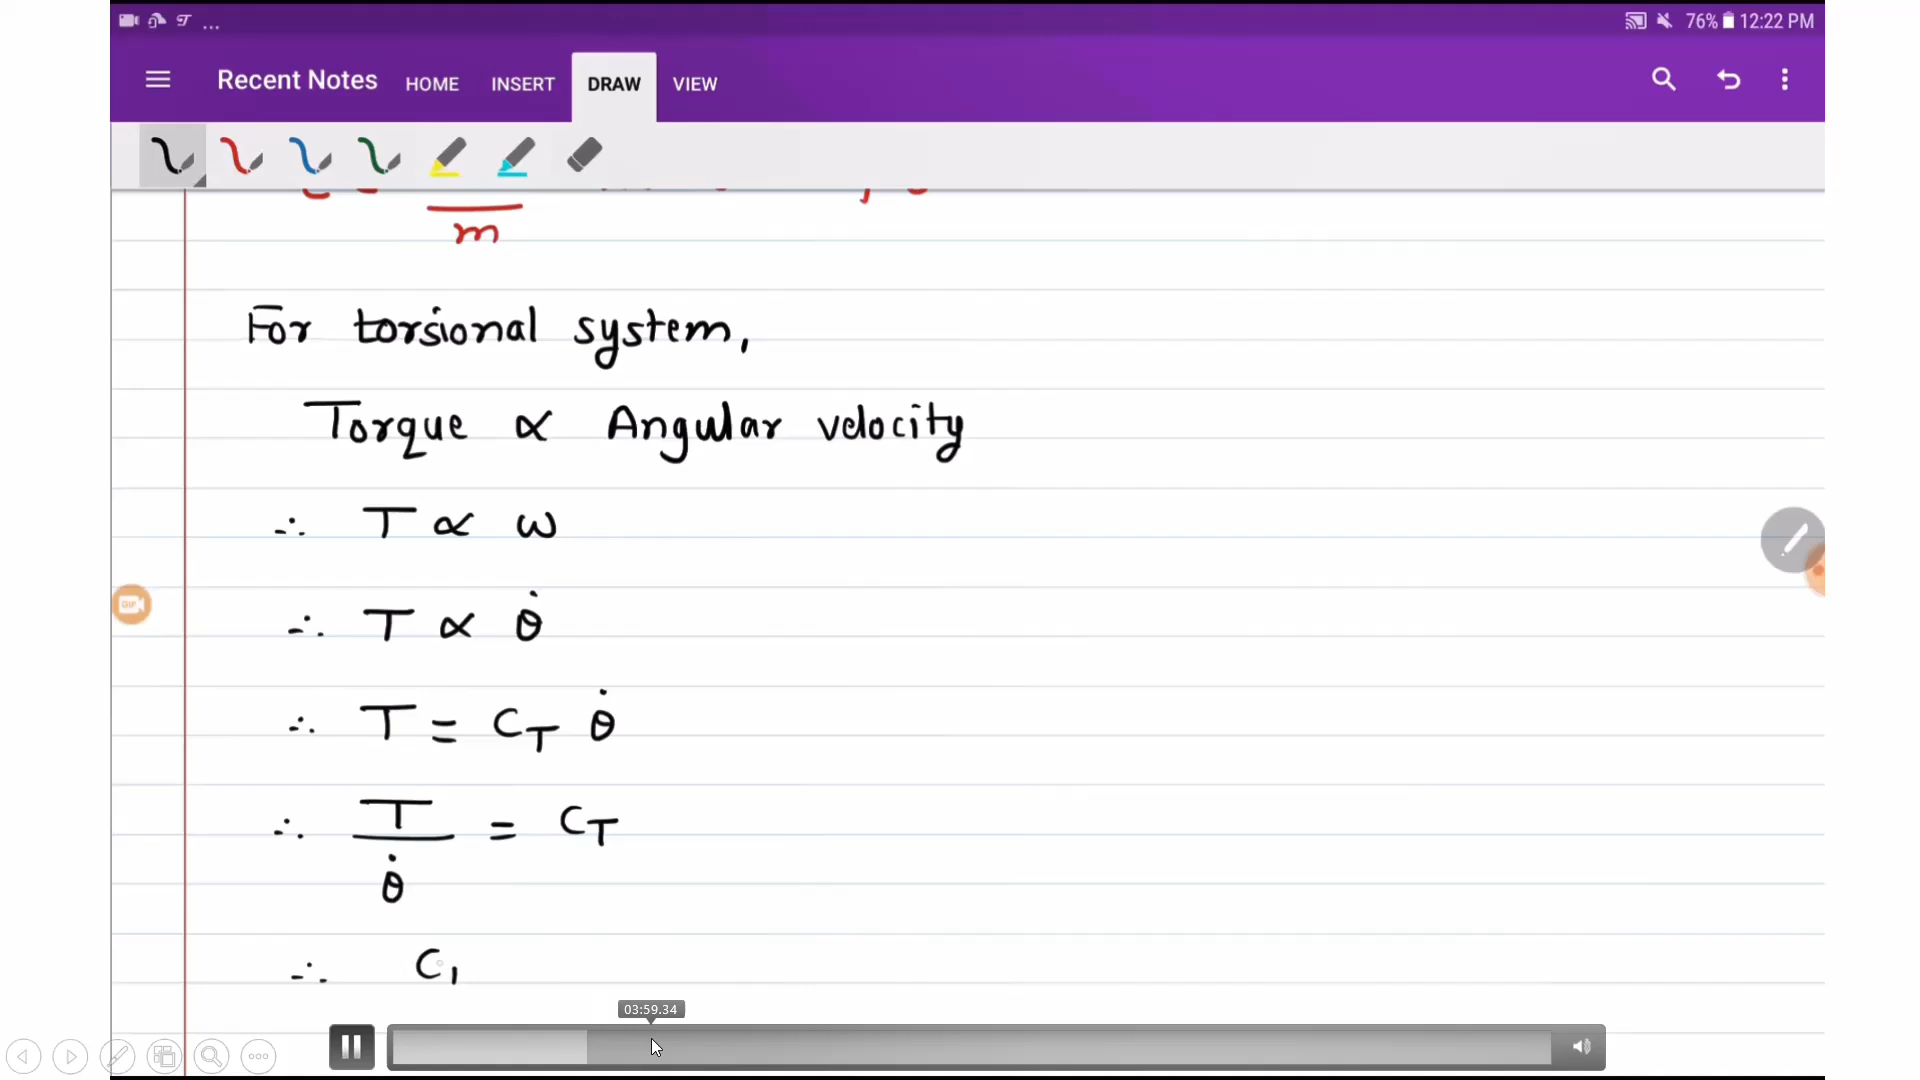 76% 12:22 PM
Recent Notes HOME INSERT DRAW VIEW
m
For torsional system,
Torque ∝ Angular velocity
∴ T ∝ ω
∴ T ∝ θ̇
∴ T = C_T θ̇
∴ T / θ̇ = C_T
∴ C
GIF
03:59.34